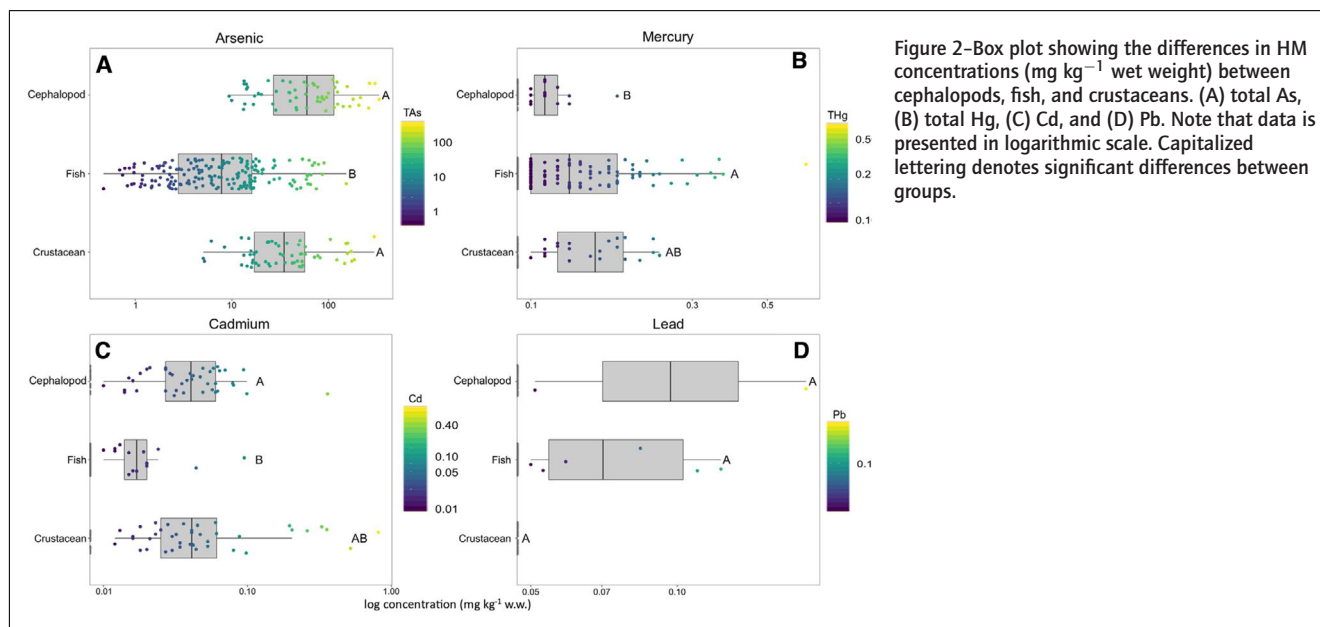 Arsenic
A
Cephalopod
A
Fish
B
Crustacean
A
1
10
100
TAs
100
10
1
Mercury
B
Cephalopod
B
Fish
A
Crustacean
AB
0.1
0.3
0.5
THg
0.5
0.2
0.1
Cadmium
C
Cephalopod
A
Fish
B
Crustacean
AB
0.01
0.10
1.00
Cd
0.40
0.10
0.05
0.01
Lead
D
Cephalopod
A
Fish
A
Crustacean
A
0.05
0.07
0.10
Pb
0.1
log concentration (mg kg⁻¹ w.w.)
Figure 2–Box plot showing the differences in HM
concentrations (mg kg⁻¹ wet weight) between
cephalopods, fish, and crustaceans. (A) total As,
(B) total Hg, (C) Cd, and (D) Pb. Note that data is
presented in logarithmic scale. Capitalized
lettering denotes significant differences between
groups.